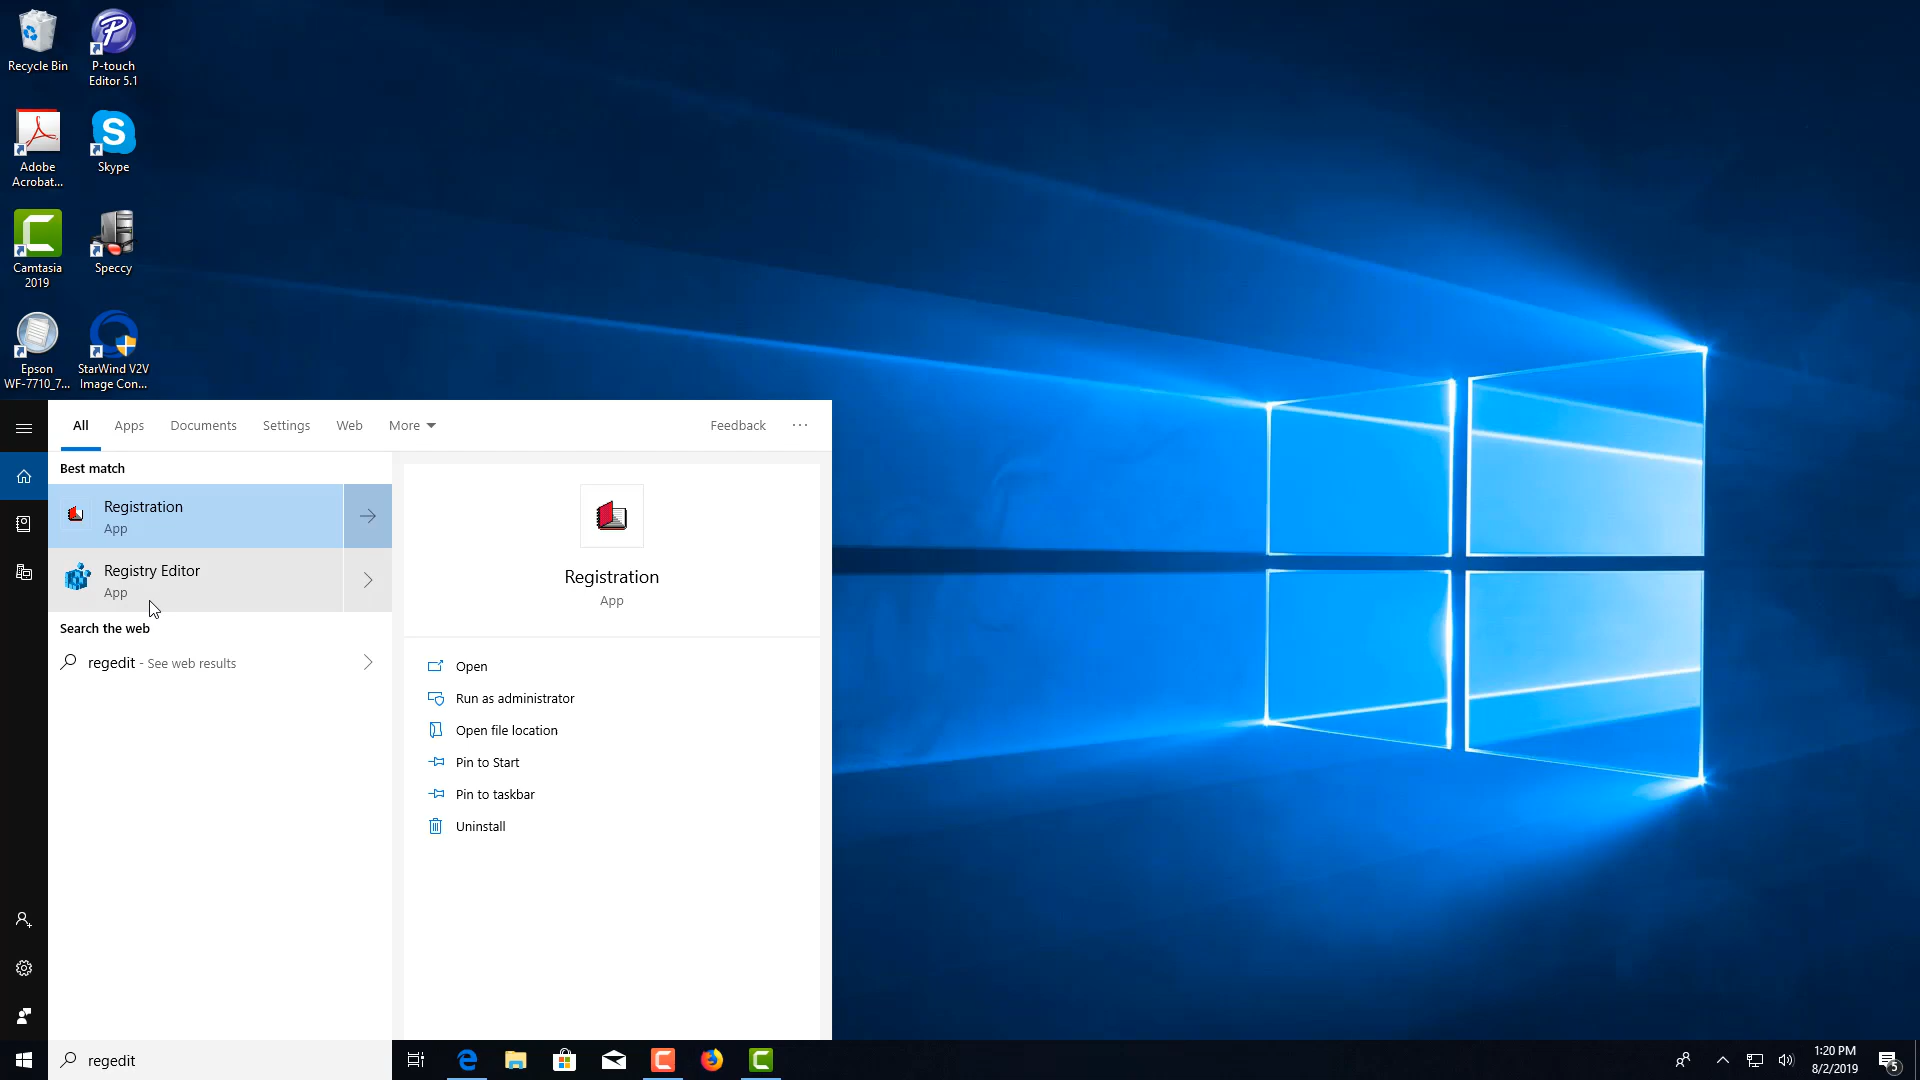 Recycle Bin
P-touch
Editor 5.1
Adobe
Acrobat...
Skype
Camtasia
2019
Speccy
Epson
WF-7710_7...
StarWind V2V
Image Con...
All Apps Documents Settings Web More Feedback ...
Best match
Registration
App
Registry Editor
App
Search the web
regedit - See web results
Registration
App
Open
Run as administrator
Open file location
Pin to Start
Pin to taskbar
Uninstall
regedit
1:20 PM
8/2/2019
5